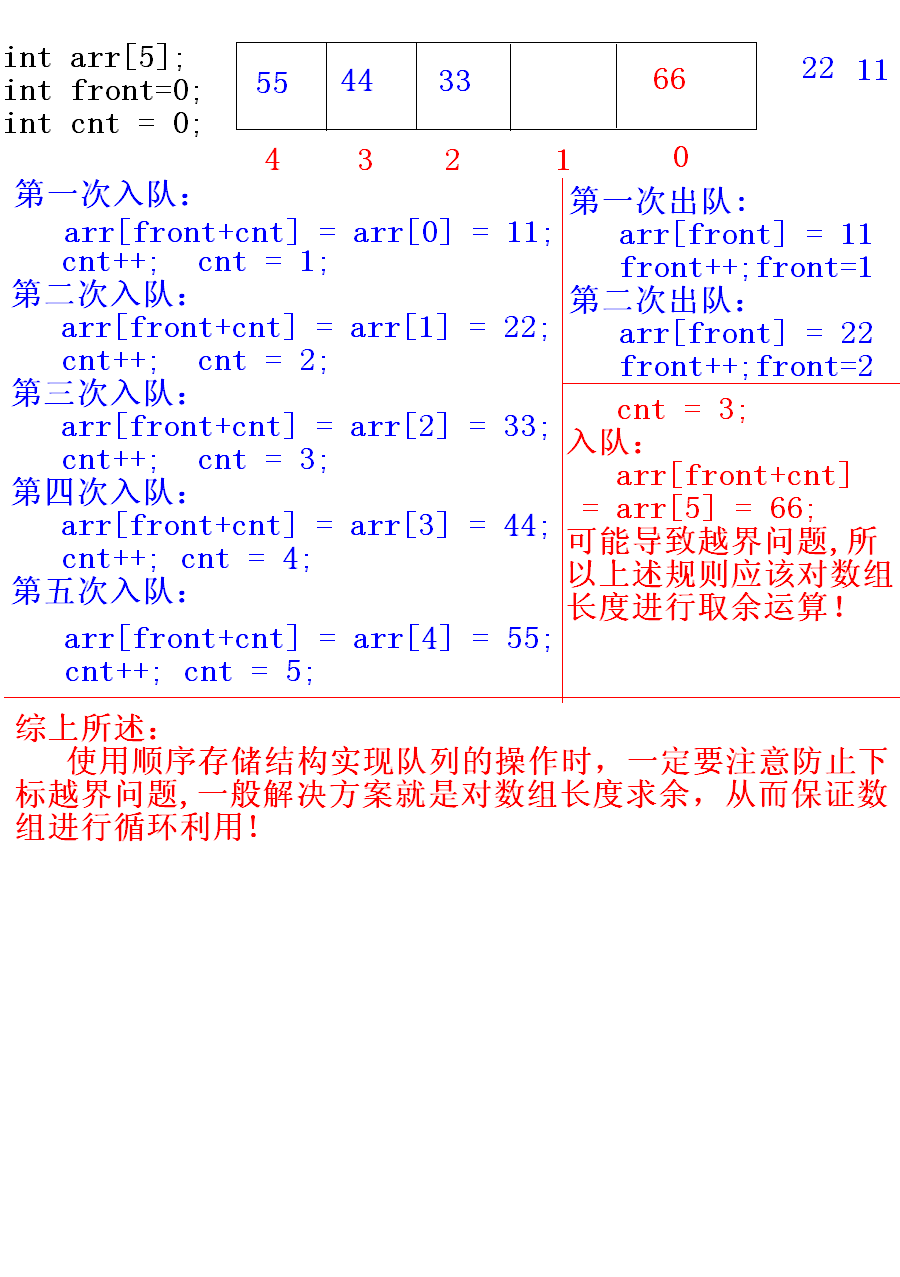 int arr[5];
int front=0;
int cnt = 0;
55 44 33 66 22 11
4 3 2 1 0
第一次入队：
arr[front+cnt] = arr[0] = 11;
cnt++; cnt = 1;
第二次入队：
arr[front+cnt] = arr[1] = 22;
cnt++; cnt = 2;
第三次入队：
arr[front+cnt] = arr[2] = 33;
cnt++; cnt = 3;
第四次入队：
arr[front+cnt] = arr[3] = 44;
cnt++; cnt = 4;
第五次入队：
arr[front+cnt] = arr[4] = 55;
cnt++; cnt = 5;
第一次出队：
arr[front] = 11
front++;front=1
第二次出队：
arr[front] = 22
front++;front=2
cnt = 3;
入队：
arr[front+cnt]
= arr[5] = 66;
可能导致越界问题,所
以上述规则应该对数组
长度进行取余运算！
综上所述：
使用顺序存储结构实现队列的操作时，一定要注意防止下
标越界问题,一般解决方案就是对数组长度求余，从而保证数
组进行循环利用！